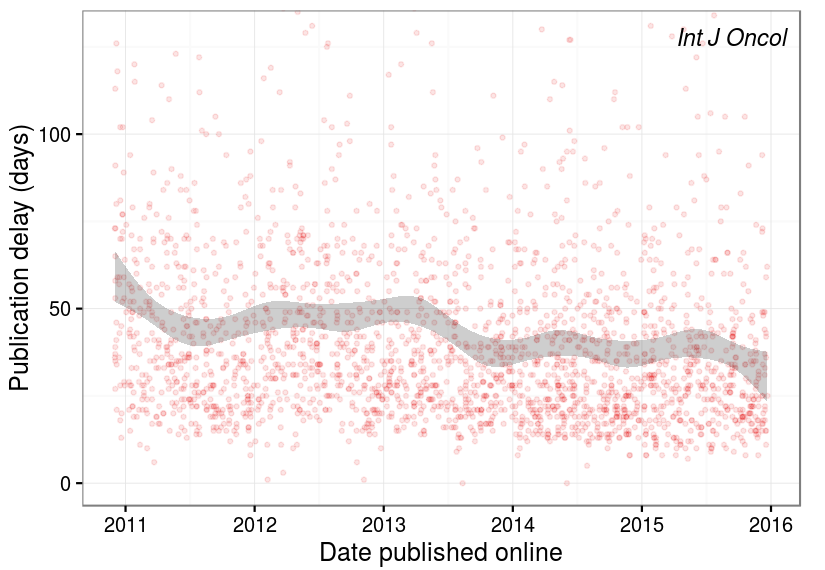 Int J Oncol
Publication delay (days)
100
50
0
2011 2012 2013 2014 2015 2016
Date published online